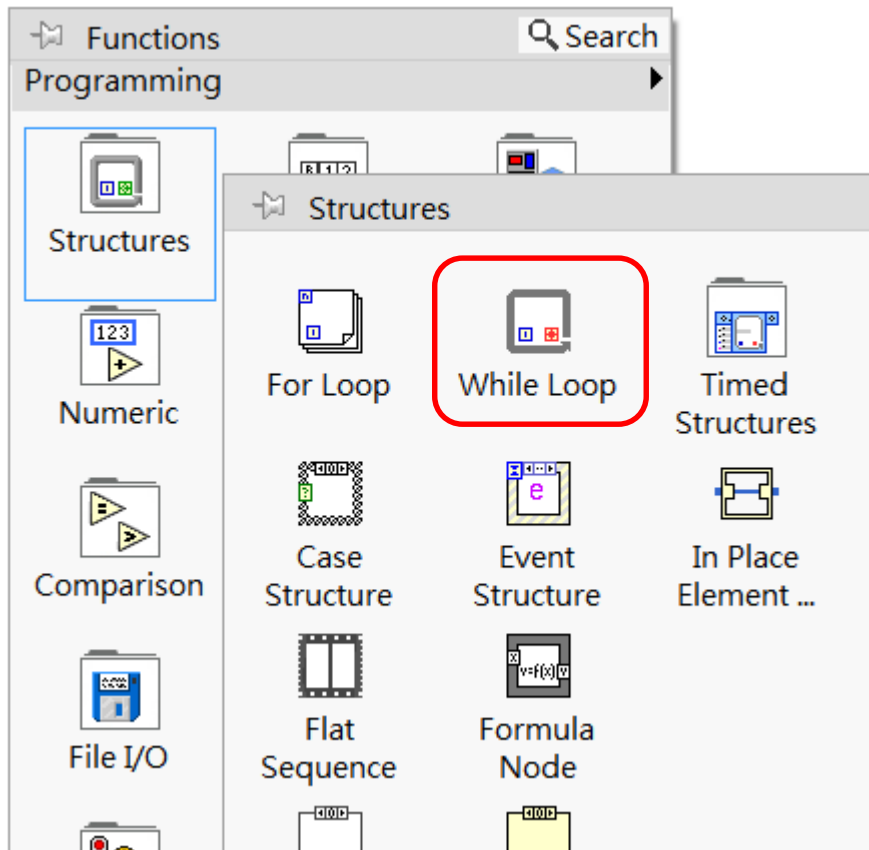 Functions
Search
Programming
Structures
Structures
For Loop
While Loop
Timed
Structures
123
Numeric
Case
Structure
Event
Structure
In Place
Element ...
Comparison
Flat
Sequence
Formula
Node
File I/O